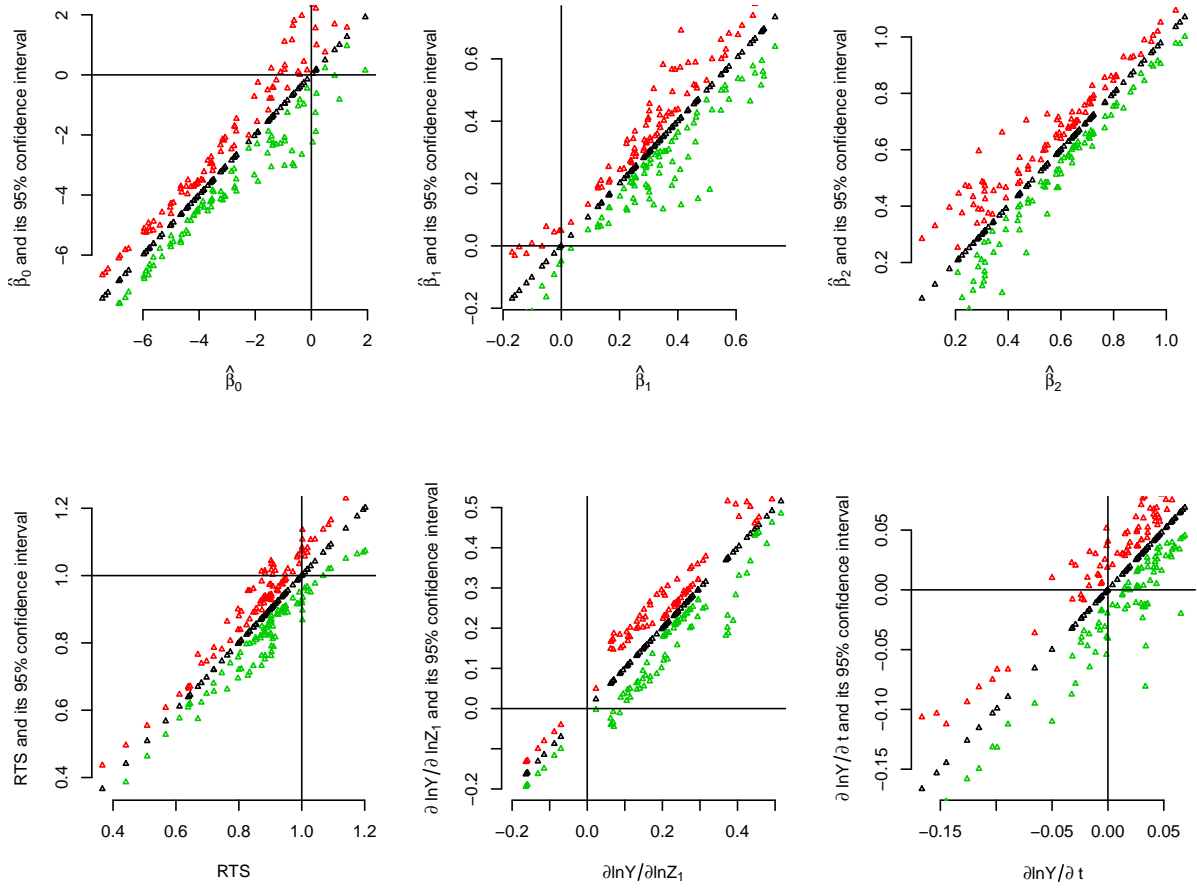 β̂0 and its 95% confidence interval
2
0
−2
−4
−6
−6 −4 −2 0 2
β̂0
β̂1 and its 95% confidence interval
0.6
0.4
0.2
0.0
−0.2
−0.2 0.0 0.2 0.4 0.6
β̂1
β̂2 and its 95% confidence interval
1.0
0.8
0.6
0.4
0.2
0.2 0.4 0.6 0.8 1.0
β̂2
RTS and its 95% confidence interval
1.2
1.0
0.8
0.6
0.4
0.4 0.6 0.8 1.0 1.2
RTS
∂ lnY/∂ lnZ1 and its 95% confidence interval
0.5
0.4
0.3
0.2
0.1
0.0
−0.2
−0.2 0.0 0.2 0.4
∂lnY/∂lnZ1
∂ lnY/∂ t and its 95% confidence interval
0.05
0.00
−0.05
−0.10
−0.15
−0.15 −0.05 0.00 0.05
∂lnY/∂ t